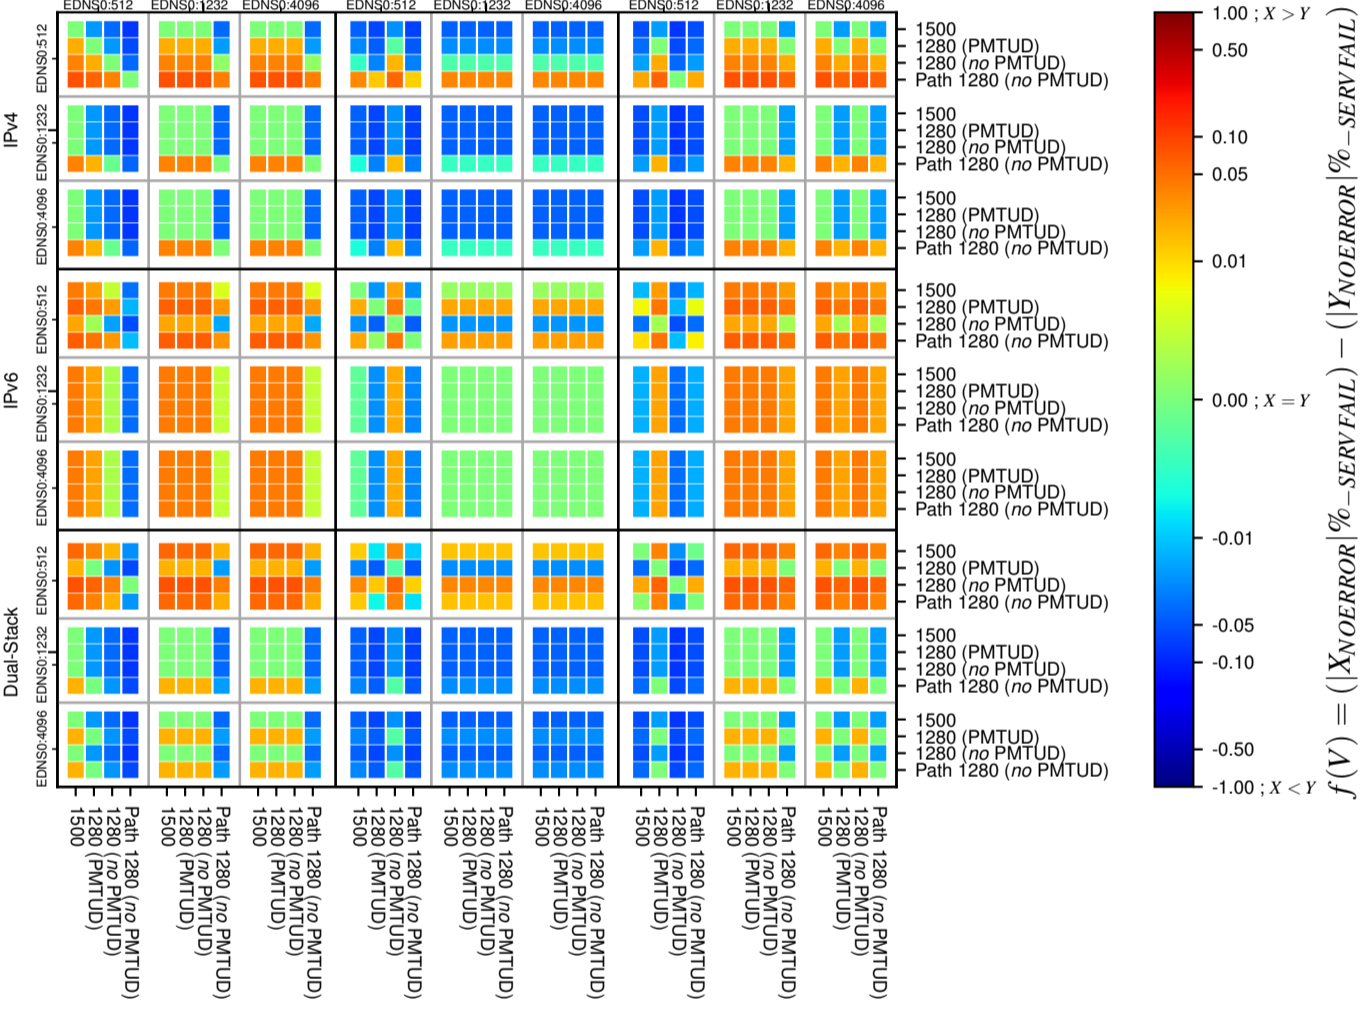 EDNS0:512 EDNS0:1232 EDNS0:4096 EDNS0:512 EDNS0:1232 EDNS0:4096 EDNS0:512 EDNS0:1232 EDNS0:4096
IPv4
EDNS0:512
1500
1280 (PMTUD)
1280 (no PMTUD)
Path 1280 (no PMTUD)
EDNS0:1232
1500
1280 (PMTUD)
1280 (no PMTUD)
Path 1280 (no PMTUD)
EDNS0:4096
1500
1280 (PMTUD)
1280 (no PMTUD)
Path 1280 (no PMTUD)
IPv6
EDNS0:512
1500
1280 (PMTUD)
1280 (no PMTUD)
Path 1280 (no PMTUD)
EDNS0:1232
1500
1280 (PMTUD)
1280 (no PMTUD)
Path 1280 (no PMTUD)
EDNS0:4096
1500
1280 (PMTUD)
1280 (no PMTUD)
Path 1280 (no PMTUD)
Dual-Stack
EDNS0:512
1500
1280 (PMTUD)
1280 (no PMTUD)
Path 1280 (no PMTUD)
EDNS0:1232
1500
1280 (PMTUD)
1280 (no PMTUD)
Path 1280 (no PMTUD)
EDNS0:4096
1500
1280 (PMTUD)
1280 (no PMTUD)
Path 1280 (no PMTUD)
1500
1280 (PMTUD)
1280 (no PMTUD)
Path 1280 (no PMTUD)
1500
1280 (PMTUD)
1280 (no PMTUD)
Path 1280 (no PMTUD)
1500
1280 (PMTUD)
1280 (no PMTUD)
Path 1280 (no PMTUD)
1500
1280 (PMTUD)
1280 (no PMTUD)
Path 1280 (no PMTUD)
1500
1280 (PMTUD)
1280 (no PMTUD)
Path 1280 (no PMTUD)
1500
1280 (PMTUD)
1280 (no PMTUD)
Path 1280 (no PMTUD)
1500
1280 (PMTUD)
1280 (no PMTUD)
Path 1280 (no PMTUD)
1500
1280 (PMTUD)
1280 (no PMTUD)
Path 1280 (no PMTUD)
1500
1280 (PMTUD)
1280 (no PMTUD)
Path 1280 (no PMTUD)
1.00 ; X > Y
0.50
0.10
0.05
0.01
0.00 ; X = Y
-0.01
-0.05
-0.10
-0.50
-1.00 ; X < Y
f(V) = (|X_NOERROR|%_−SERVFAIL) − (|Y_NOERROR|%_−SERVFAIL)